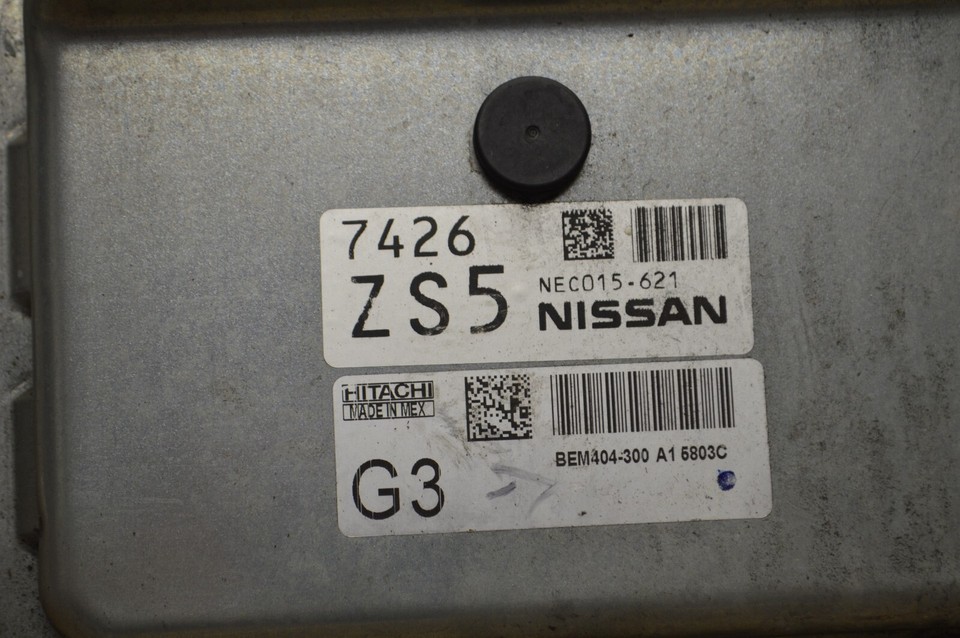 7426
ZS5
NEC015-621
NISSAN
HITACHI
MADE IN MEX
BEM404-300 A1 5803C
G3